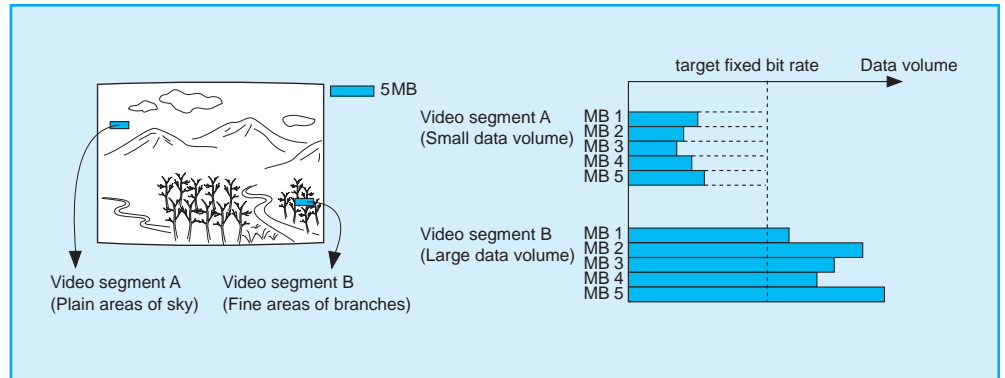 5 MB
Video segment A
(Plain areas of sky)
Video segment B
(Fine areas of branches)
target fixed bit rate
Data volume
Video segment A
(Small data volume)
MB 1
MB 2
MB 3
MB 4
MB 5
Video segment B
(Large data volume)
MB 1
MB 2
MB 3
MB 4
MB 5